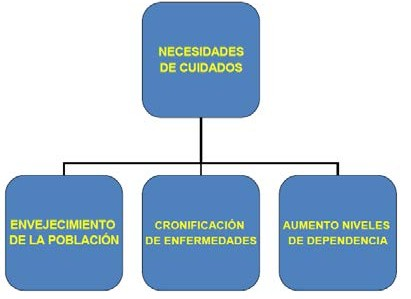 NECESIDADES
DE CUIDADOS
ENVEJECIMIENTO
DE LA POBLACIÓN
CRONIFICACIÓN
DE ENFERMEDADES
AUMENTO NIVELES
DE DEPENDENCIA